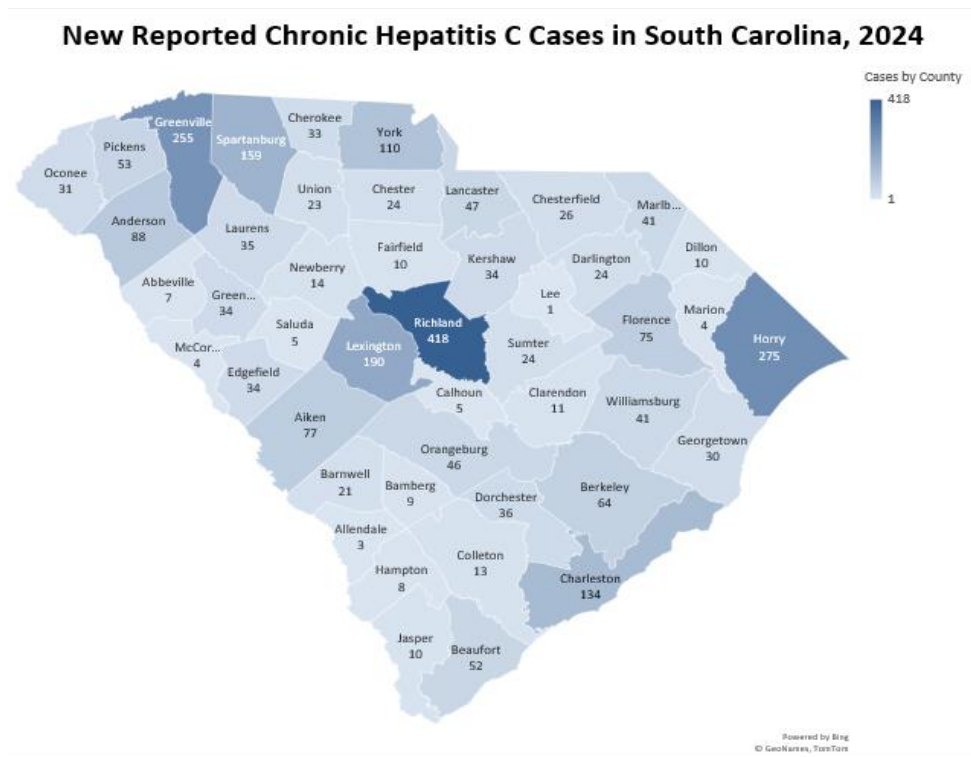 New Reported Chronic Hepatitis C Cases in South Carolina, 2024
Cases by County
418
1
Greenville
255
Spartanburg
159
Cherokee
33
York
110
Pickens
53
Oconee
31
Union
23
Chester
24
Lancaster
47
Chesterfield
26
Marlb...
41
Anderson
88
Laurens
35
Fairfield
10
Kershaw
34
Darlington
24
Dillon
10
Newberry
14
Abbeville
7
Green...
34
Lee
1
Saluda
5
Richland
418
Florence
75
Marion
4
Horry
275
McCor...
4
Lexington
190
Sumter
24
Edgefield
34
Calhoun
5
Clarendon
11
Williamsburg
41
Aiken
77
Georgetown
30
Orangeburg
46
Barnwell
21
Bamberg
9
Dorchester
36
Berkeley
64
Allendale
3
Colleton
13
Hampton
8
Charleston
134
Jasper
10
Beaufort
52
Powered by Bing
© GeoNames, TomTom